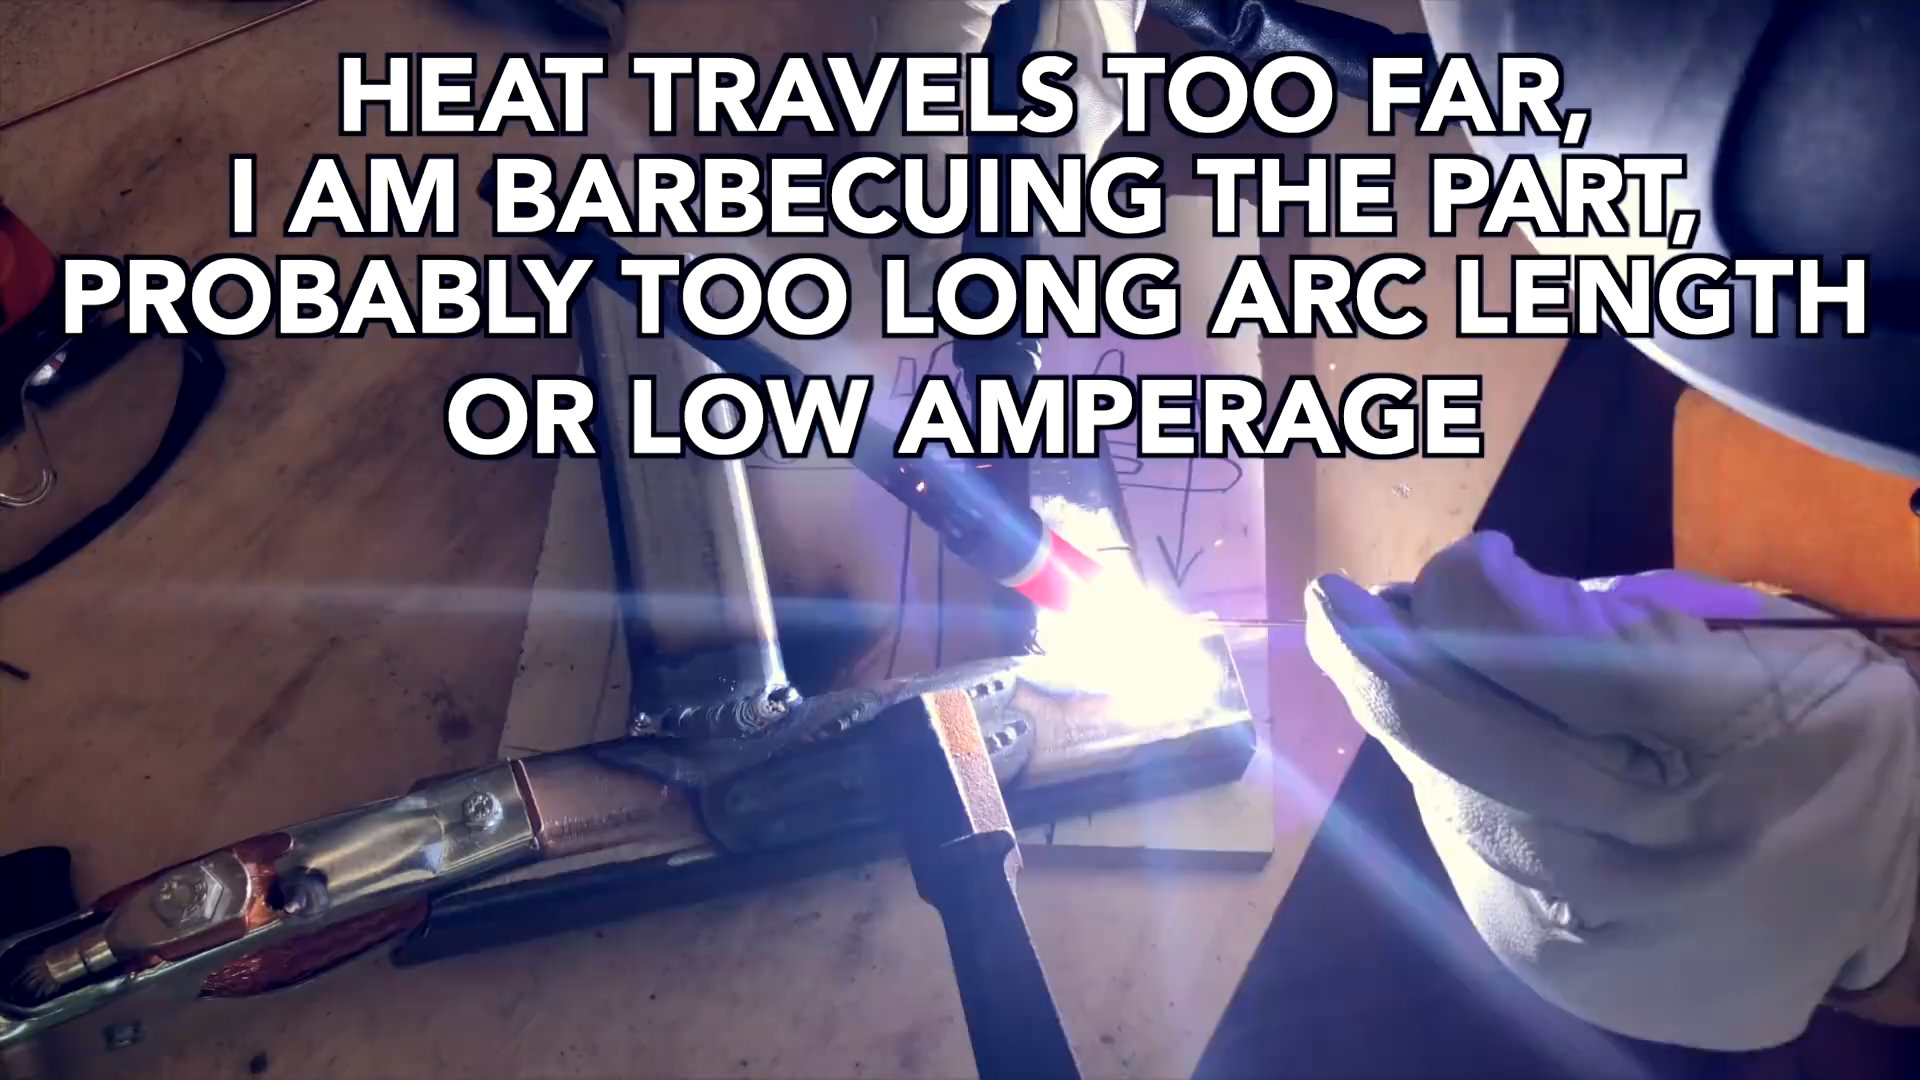 HEAT TRAVELS TOO FAR,
I AM BARBECUING THE PART,
PROBABLY TOO LONG ARC LENGTH
OR LOW AMPERAGE